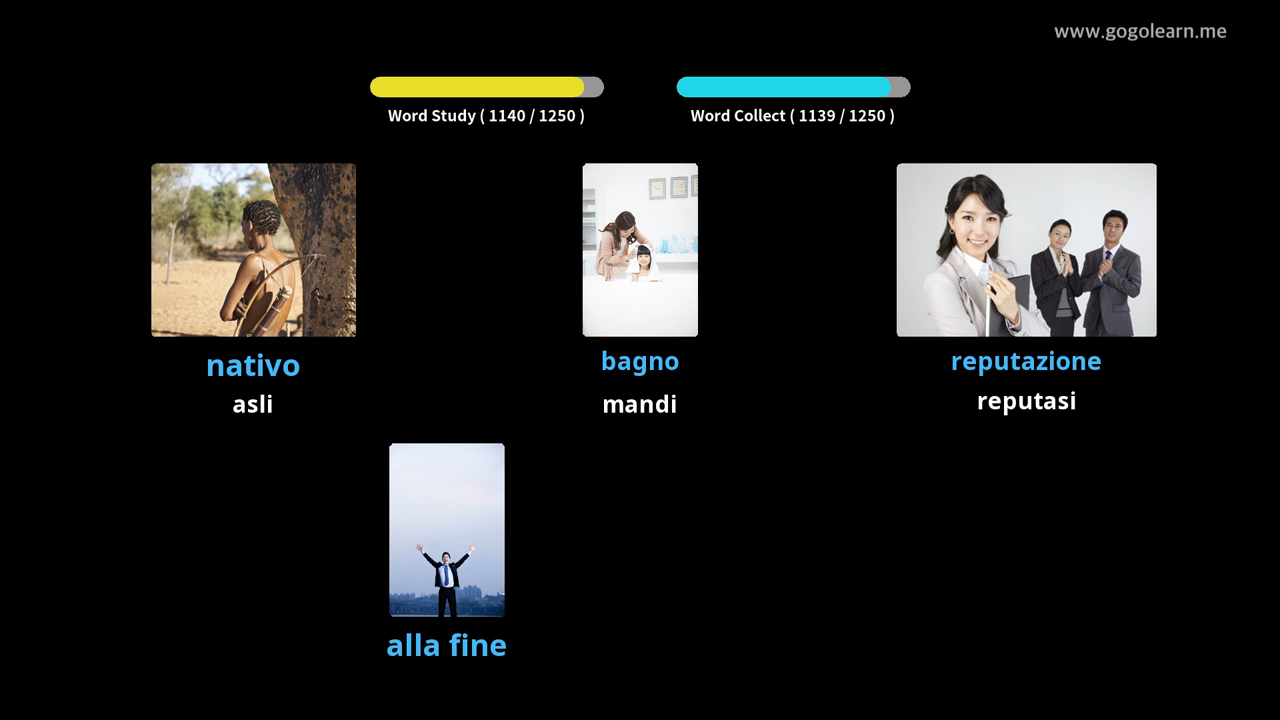 www.gogolearn.me
Word Study ( 1140 / 1250 )
Word Collect ( 1139 / 1250 )
nativo
asli
bagno
mandi
reputazione
reputasi
alla fine